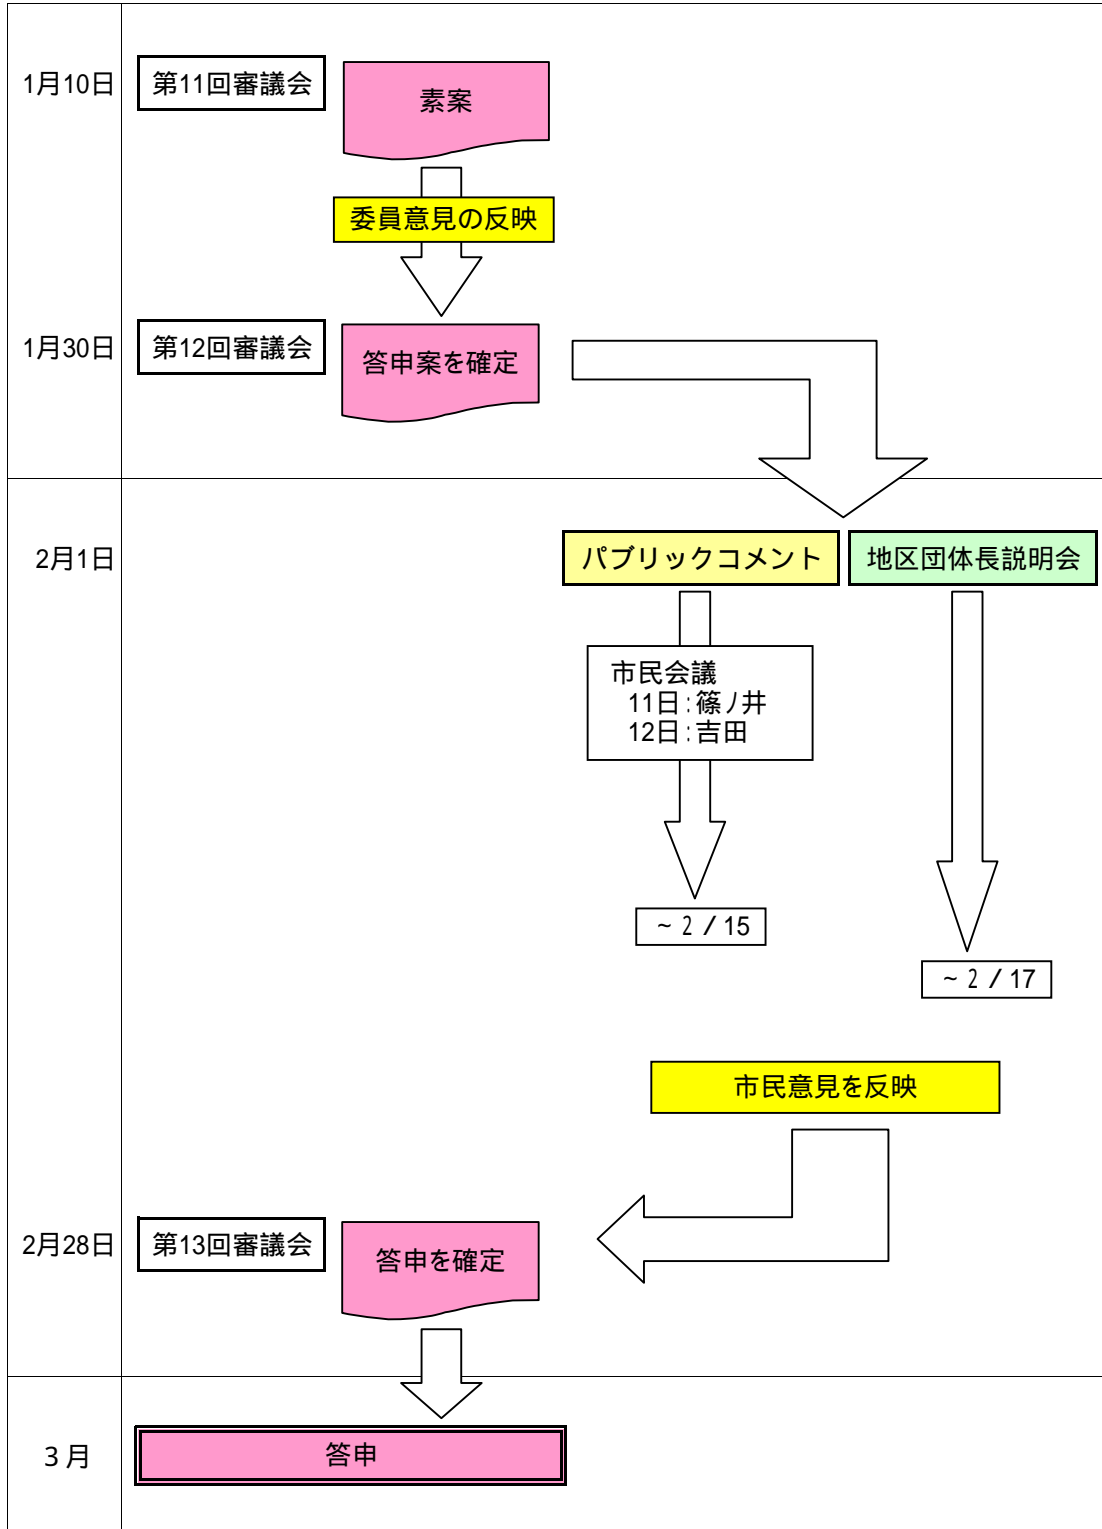 1月10日
第11回審議会
素案
委員意見の反映
1月30日
第12回審議会
答申案を確定
2月1日
パブリックコメント
地区団体長説明会
市民会議
11日:篠ノ井
12日:吉田
~2/15
~2/17
市民意見を反映
2月28日
第13回審議会
答申を確定
3月
答申